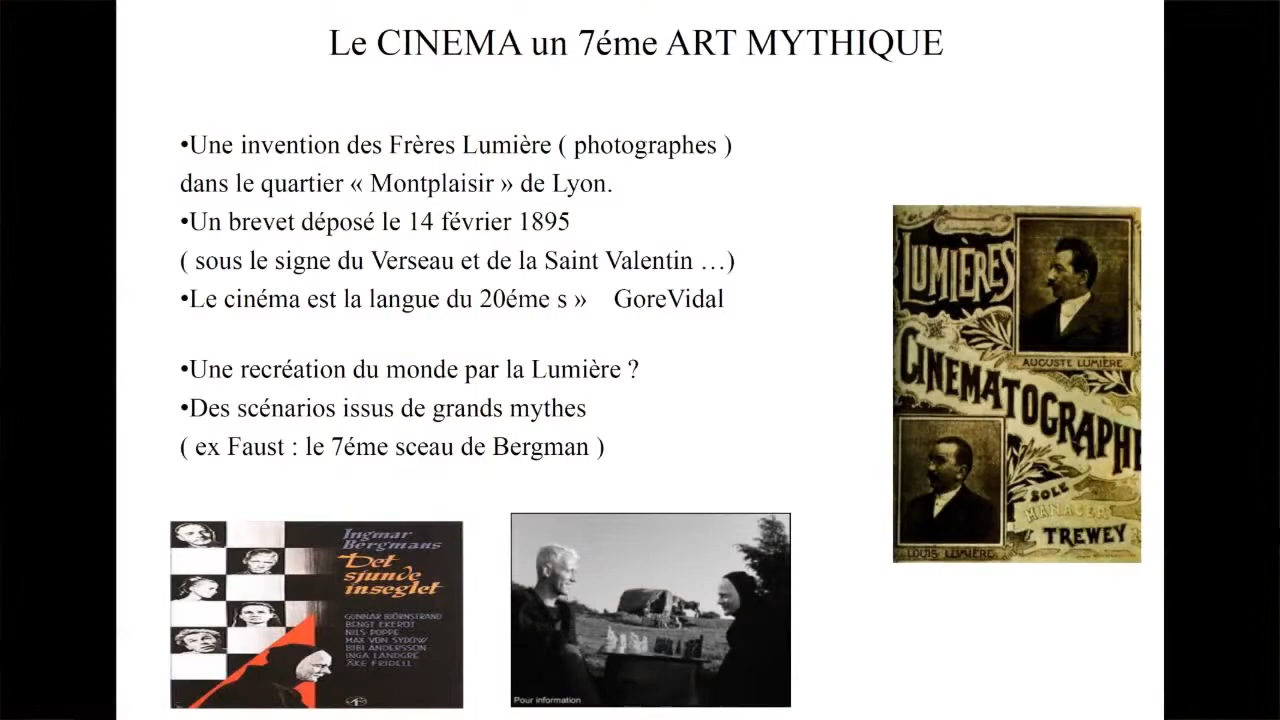 Le CINEMA un 7éme ART MYTHIQUE
•Une invention des Frères Lumière ( photographes )
dans le quartier « Montplaisir » de Lyon.
•Un brevet déposé le 14 février 1895
( sous le signe du Verseau et de la Saint Valentin …)
•Le cinéma est la langue du 20éme s » GoreVidal
•Une recréation du monde par la Lumière ?
•Des scénarios issus de grands mythes
( ex Faust : le 7éme sceau de Bergman )
LUMIÈRES
AUGUSTE LUMIÈRE
CINEMATOGRAPHE
SOLE
MANAGER
TREWEY
LOUIS LUMIÈRE
Ingmar
Bergmans
Det
sjunde
inseglet
GUNNAR BJÖRNSTRAND
BENGT EKEROT
NILS POPPE
MAX VON SYDOW
BIBI ANDERSSON
INGA LANDGRÉ
ÅKE FRIDELL
Pour information